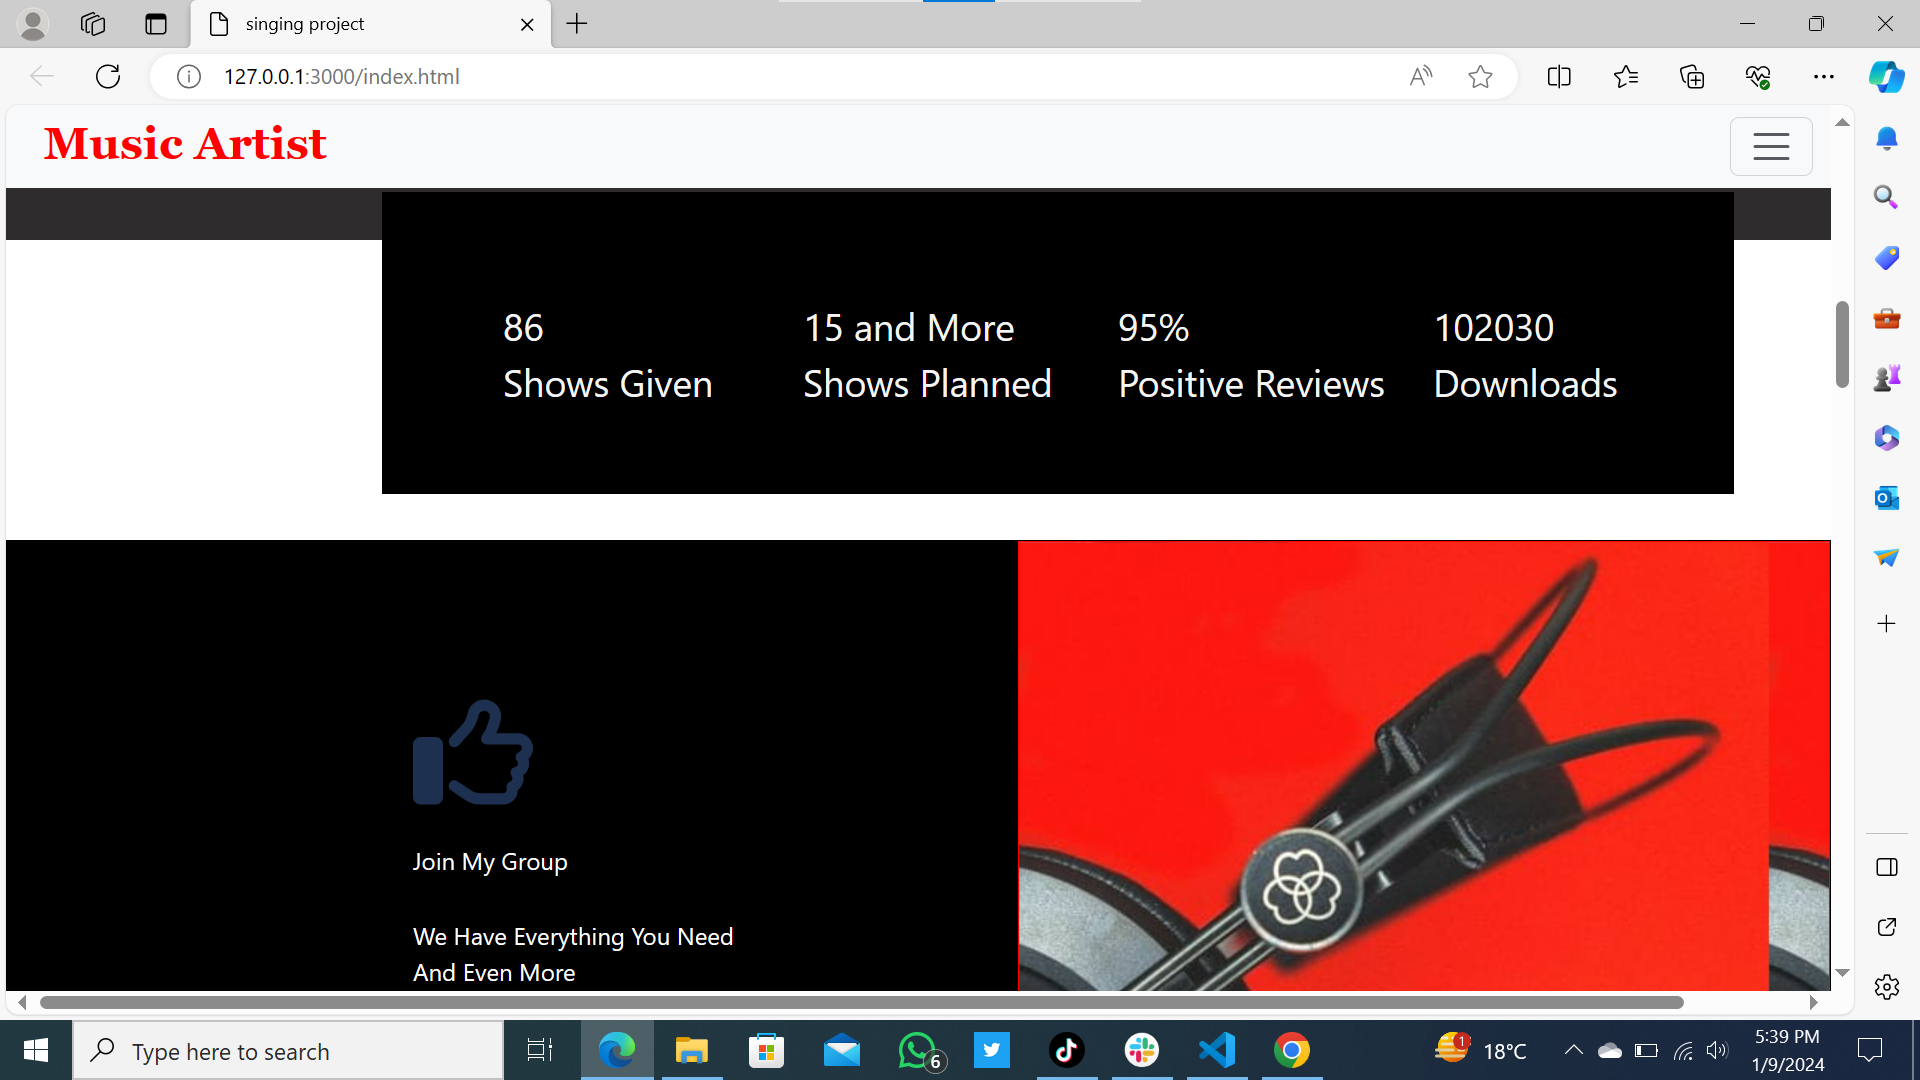 singing project
127.0.0.1:3000/index.html
Music Artist
86
Shows Given
15 and More
Shows Planned
95%
Positive Reviews
102030
Downloads
Join My Group
We Have Everything You Need
And Even More
Type here to search
6
1
18°C
5:39 PM
1/9/2024